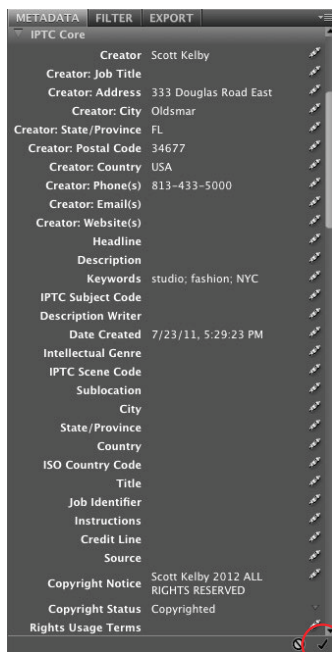 METADATA FILTER EXPORT
IPTC Core
Creator Scott Kelby
Creator: Job Title
Creator: Address 333 Douglas Road East
Creator: City Oldsmar
Creator: State/Province FL
Creator: Postal Code 34677
Creator: Country USA
Creator: Phone(s) 813-433-5000
Creator: Email(s)
Creator: Website(s)
Headline
Description
Keywords studio; fashion; NYC
IPTC Subject Code
Description Writer
Date Created 7/23/11, 5:29:23 PM
Intellectual Genre
IPTC Scene Code
Sublocation
City
State/Province
Country
ISO Country Code
Title
Job Identifier
Instructions
Credit Line
Source
Copyright Notice Scott Kelby 2012 ALL
RIGHTS RESERVED
Copyright Status Copyrighted
Rights Usage Terms